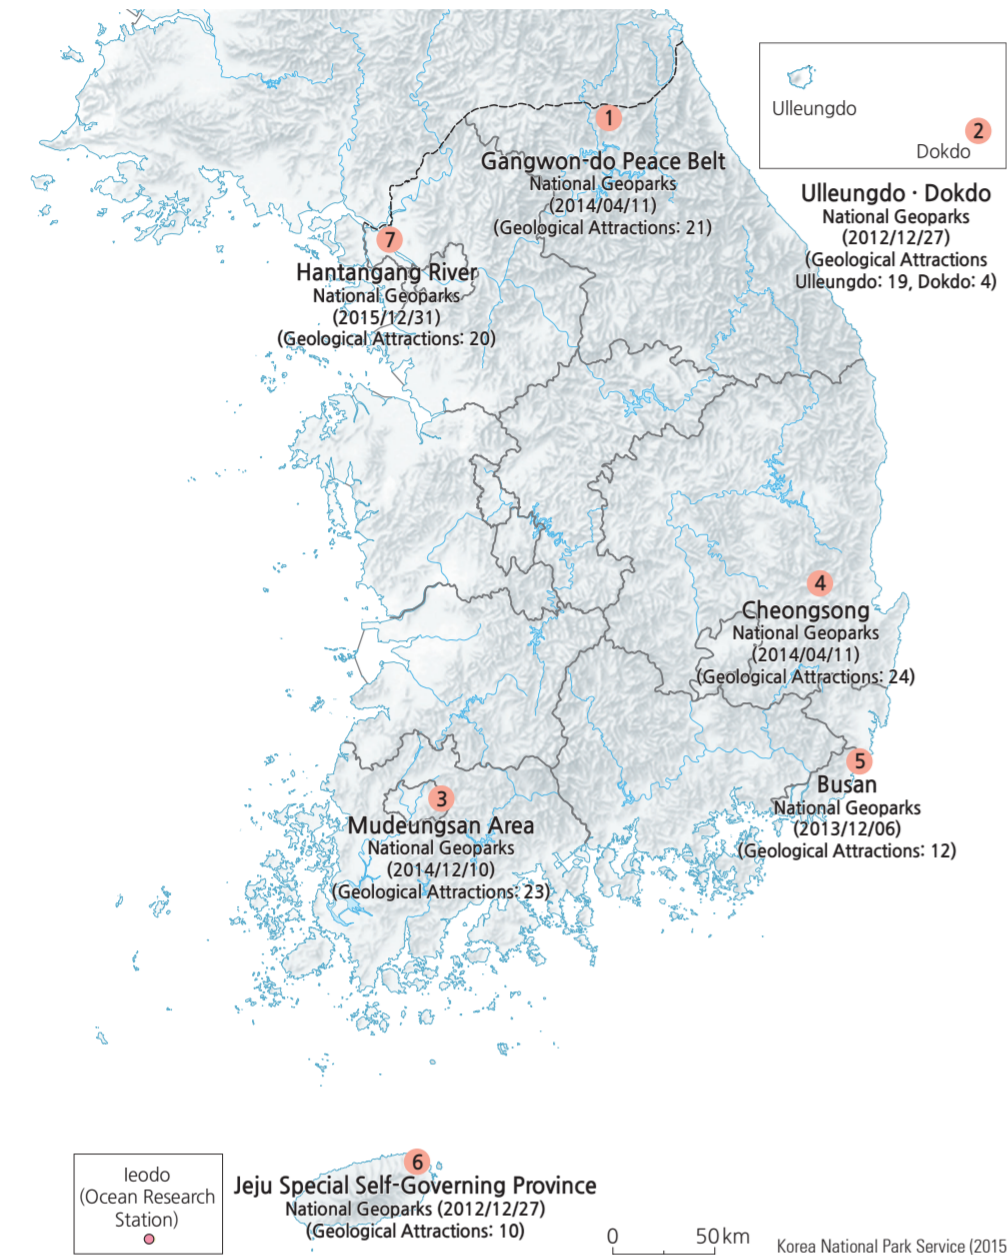 Ulleungdo
2
Dokdo
Ulleungdo · Dokdo
National Geoparks
(2012/12/27)
(Geological Attractions
Ulleungdo: 19, Dokdo: 4)
1
Gangwon-do Peace Belt
National Geoparks
(2014/04/11)
(Geological Attractions: 21)
7
Hantangang River
National Geoparks
(2015/12/31)
(Geological Attractions: 20)
4
Cheongsong
National Geoparks
(2014/04/11)
(Geological Attractions: 24)
5
Busan
National Geoparks
(2013/12/06)
(Geological Attractions: 12)
3
Mudeungsan Area
National Geoparks
(2014/12/10)
(Geological Attractions: 23)
6
Jeju Special Self-Governing Province
National Geoparks (2012/12/27)
(Geological Attractions: 10)
Ieodo
(Ocean Research
Station)
0 50 km
Korea National Park Service (2015